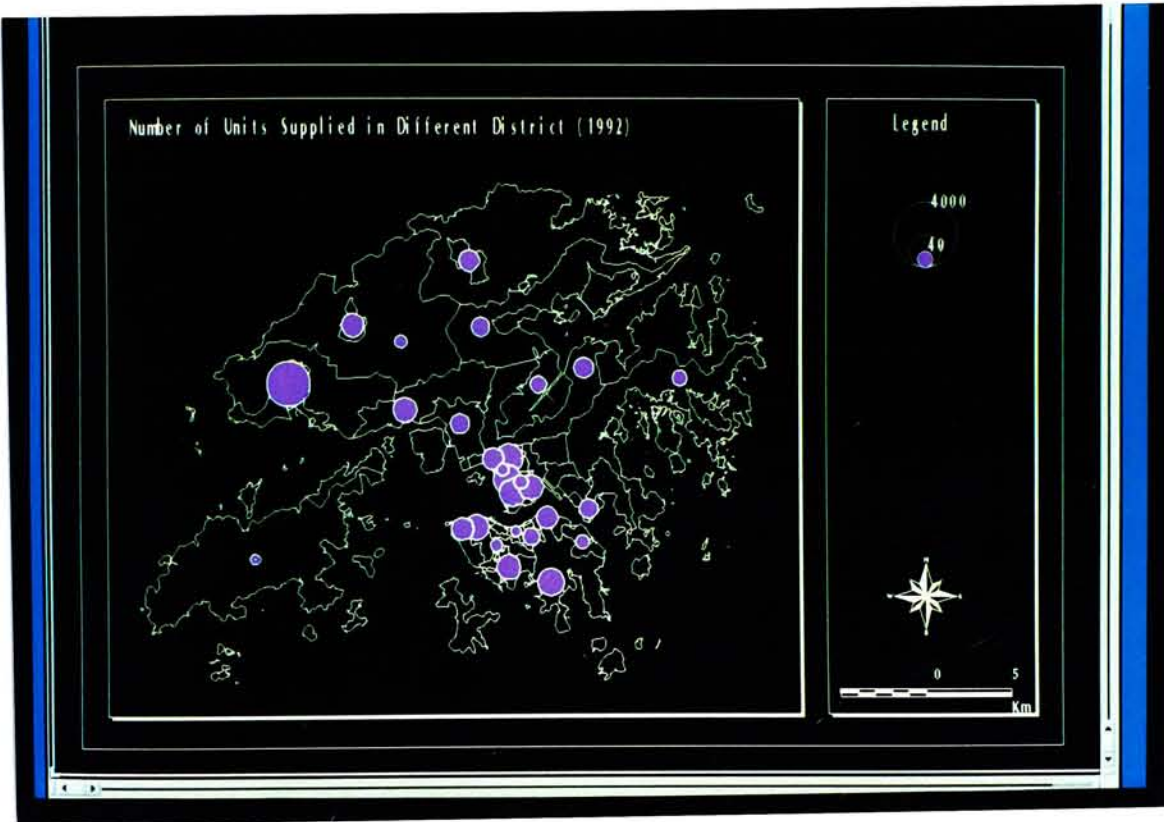 Number of Units Supplied in Different District (1992)
Legend
4000
40
N
W
E
S
0 5
Km